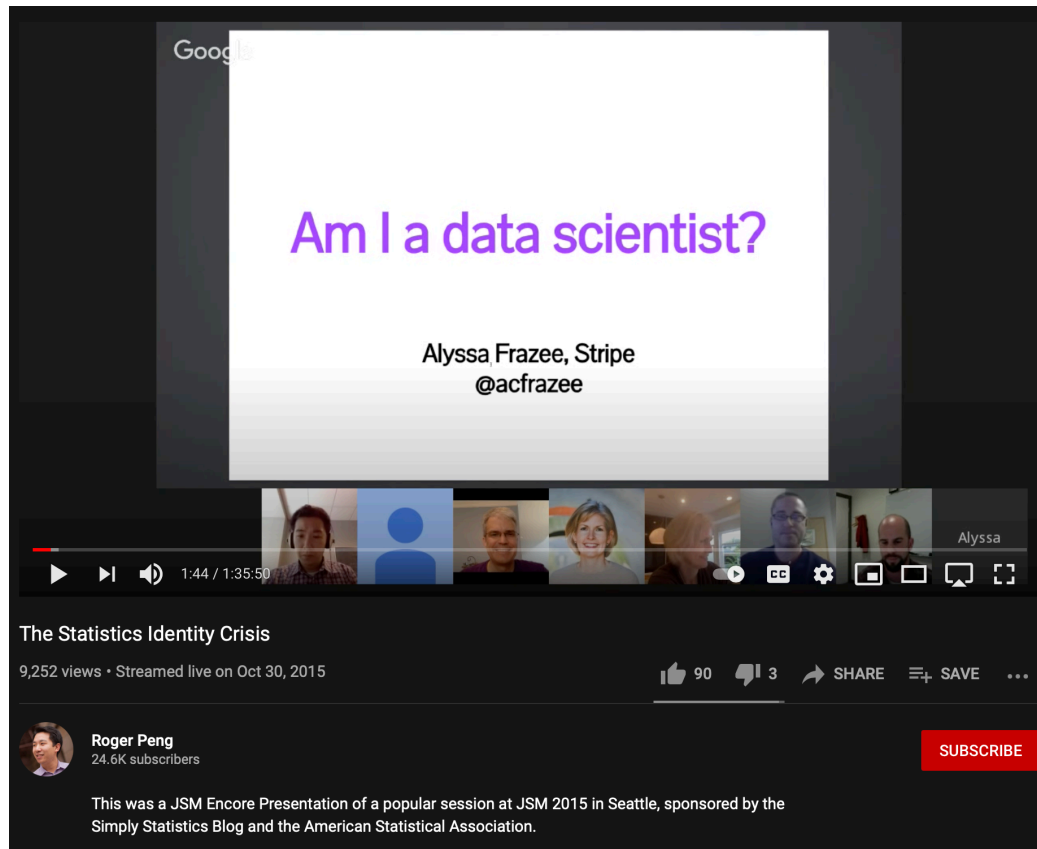 Google
Am I a data scientist?
Alyssa Frazee, Stripe
@acfrazee
Alyssa
1:44 / 1:35:50
CC
The Statistics Identity Crisis
9,252 views • Streamed live on Oct 30, 2015
90 3 SHARE SAVE
Roger Peng
24.6K subscribers
SUBSCRIBE
This was a JSM Encore Presentation of a popular session at JSM 2015 in Seattle, sponsored by the
Simply Statistics Blog and the American Statistical Association.